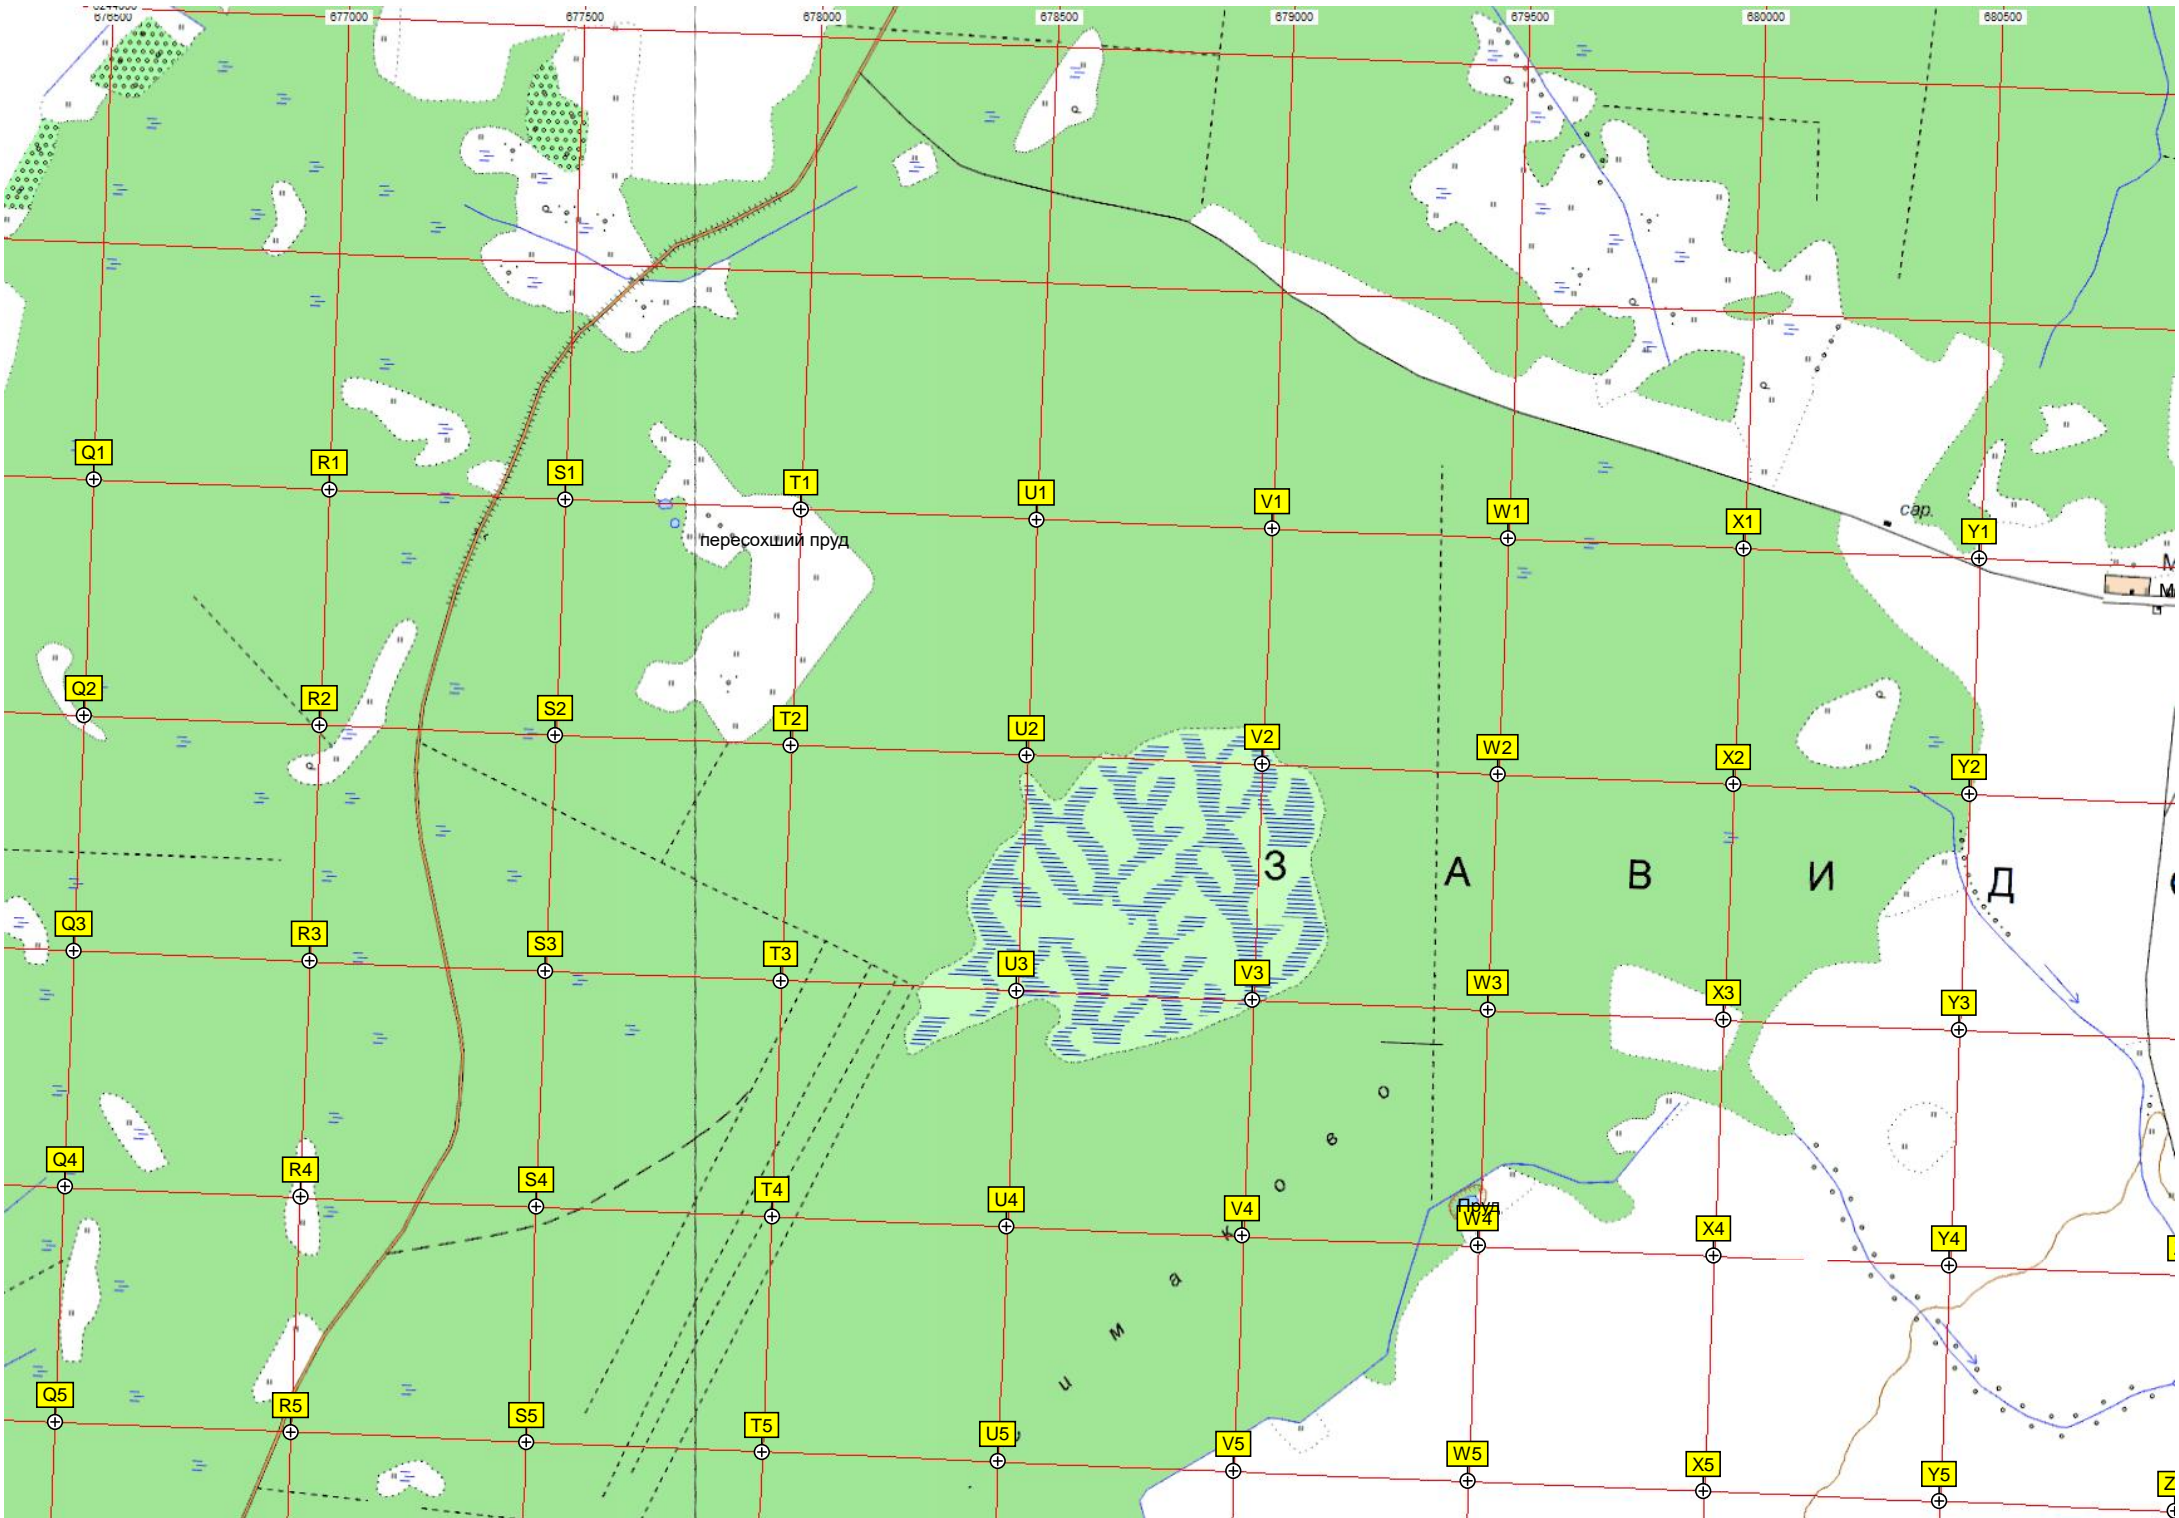 676500 677000 677500 678000 678500 679000 679500 680000 680500
Q1 R1 S1 T1 U1 V1 W1 X1 Y1
сар.
пересохший пруд
Q2 R2 S2 T2 U2 V2 W2 X2 Y2
З А В И Д
Q3 R3 S3 T3 U3 V3 W3 X3 Y3
Q4 R4 S4 T4 U4 V4 W4 X4 Y4
Пруд
Q5 R5 S5 T5 U5 V5 W5 X5 Y5 Z
и м а к о в о